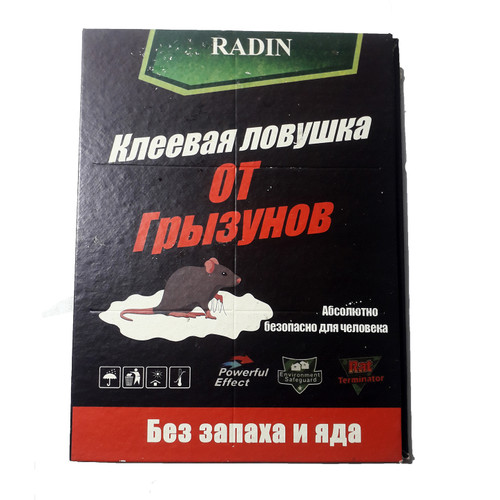 RADIN
Клеевая ловушка
ОТ
Грызунов
Абсолютно
безопасно для человека
Powerful
Effect
Environment
Safeguard
Rat
Terminator
Без запаха и яда